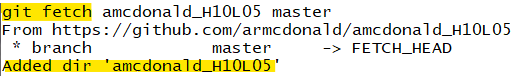 git fetch amcdonald_H10L05 master
From https://github.com/armcdonald/amcdonald_H10L05
* branch master -> FETCH_HEAD
Added dir 'amcdonald_H10L05'